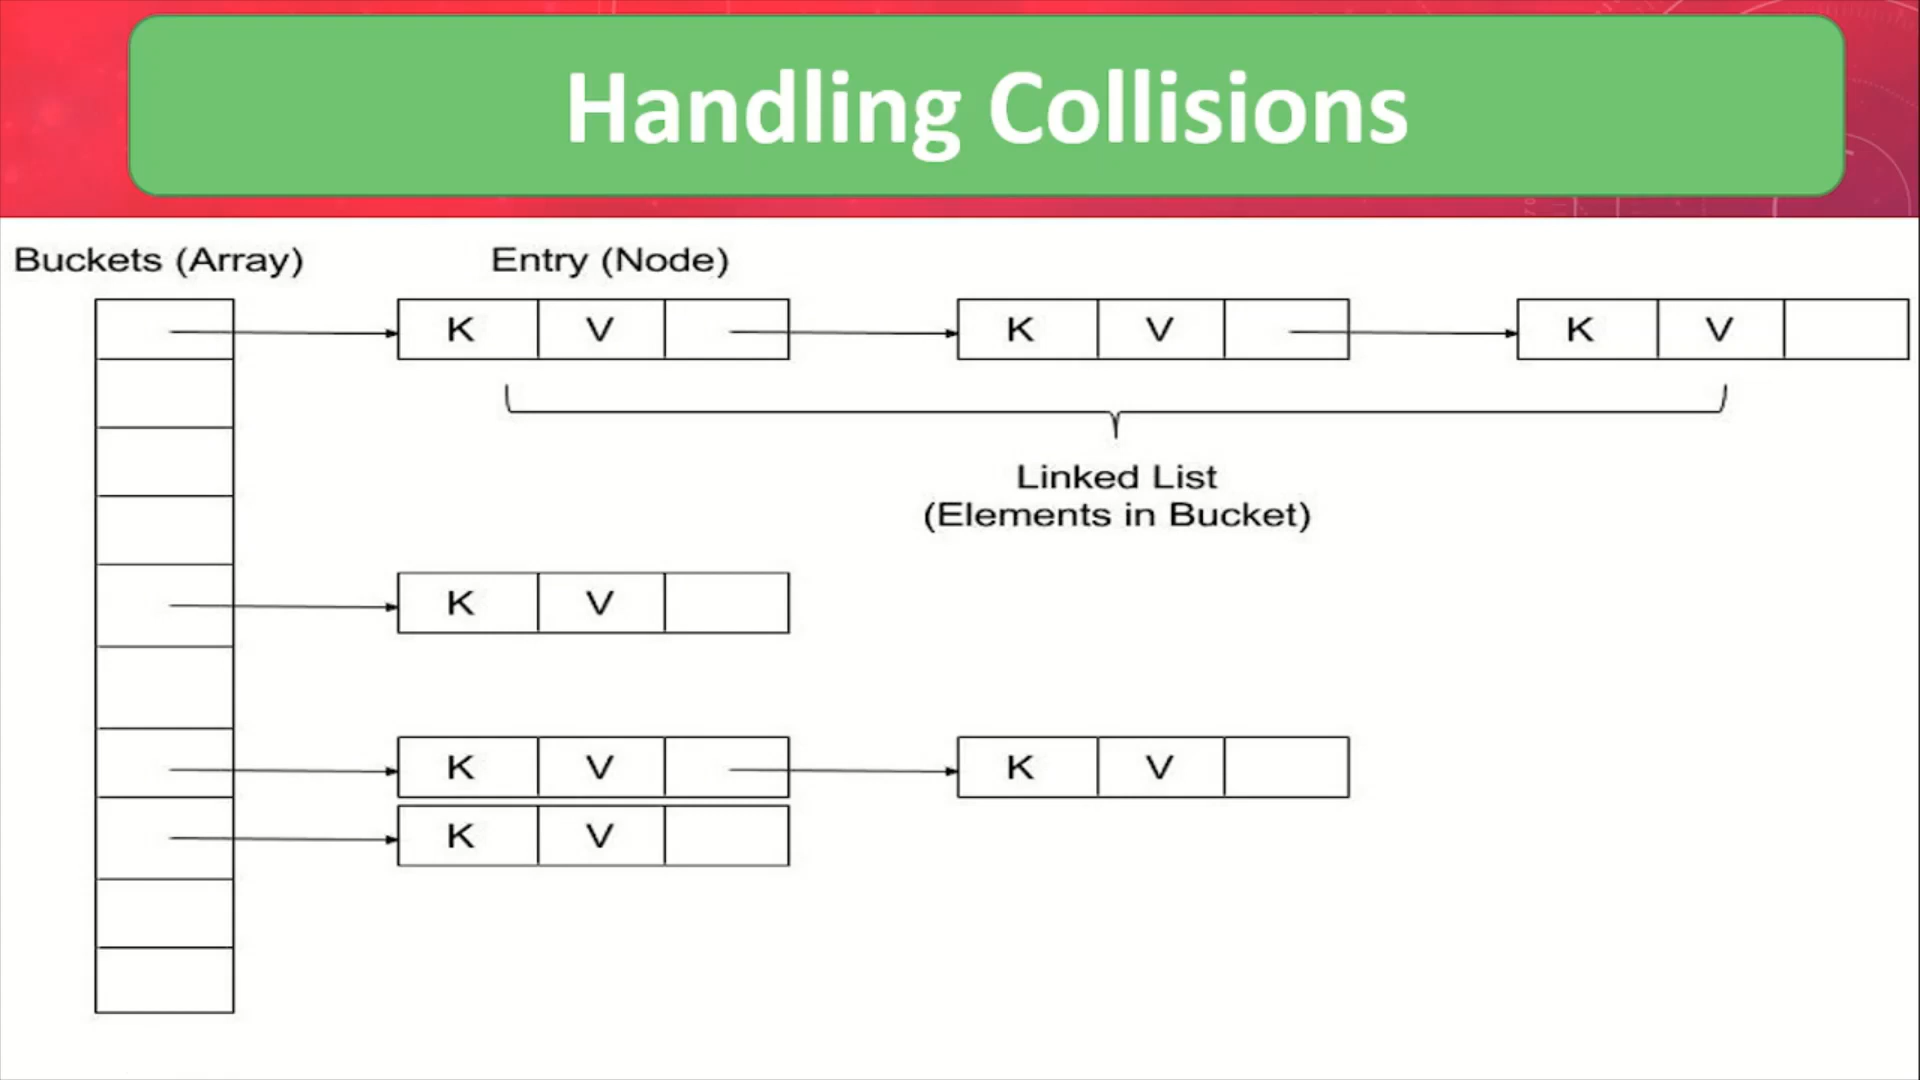 Handling Collisions
Buckets (Array)
Entry (Node)
K V
K V
K V
Linked List
(Elements in Bucket)
K V
K V
K V
K V